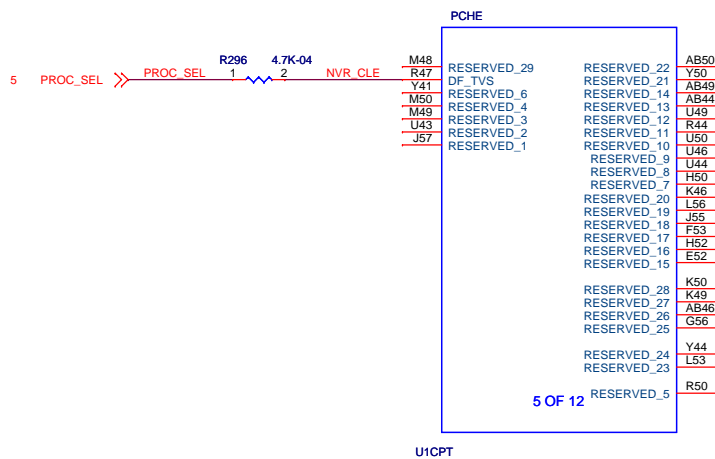 PCHE
5 PROC_SEL PROC_SEL R296 1 2 4.7K-04 NVR_CLE
M48 RESERVED_29
R47 DF_TVS
Y41 RESERVED_6
M50 RESERVED_4
M49 RESERVED_3
U43 RESERVED_2
J57 RESERVED_1
RESERVED_22 AB50
RESERVED_21 Y50
RESERVED_14 AB49
RESERVED_13 AB44
RESERVED_12 U49
RESERVED_11 R44
RESERVED_10 U50
RESERVED_9 U46
RESERVED_8 U44
RESERVED_7 H50
RESERVED_20 K46
RESERVED_19 L56
RESERVED_18 J55
RESERVED_17 F53
RESERVED_16 H52
RESERVED_15 E52
RESERVED_28 K50
RESERVED_27 K49
RESERVED_26 AB46
RESERVED_25 G56
RESERVED_24 Y44
RESERVED_23 L53
RESERVED_5 R50
5 OF 12
U1CPT